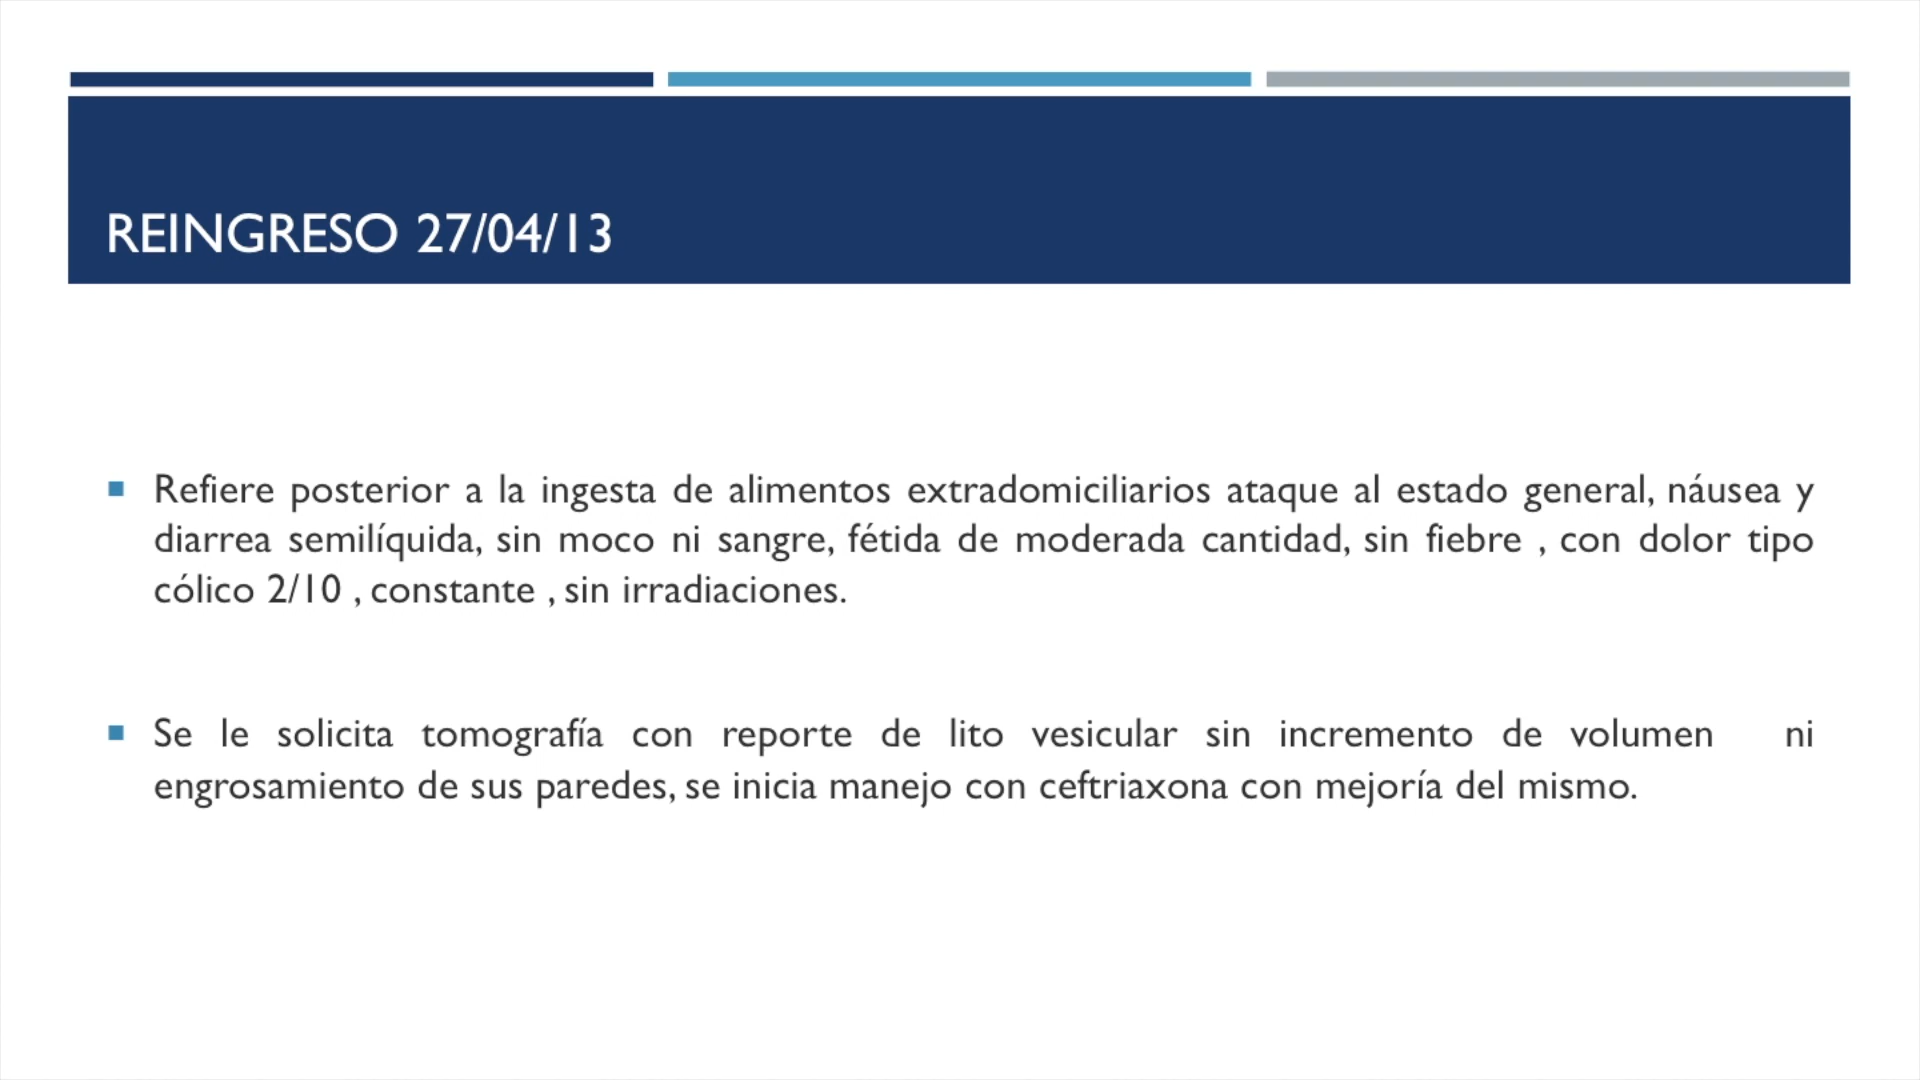 REINGRESO 27/04/13
Refiere posterior a la ingesta de alimentos extradomiciliarios ataque al estado general, náusea y
diarrea semilíquida, sin moco ni sangre, fétida de moderada cantidad, sin fiebre , con dolor tipo
cólico 2/10 , constante , sin irradiaciones.
Se le solicita tomografía con reporte de lito vesicular sin incremento de volumen ni
engrosamiento de sus paredes, se inicia manejo con ceftriaxona con mejoría del mismo.